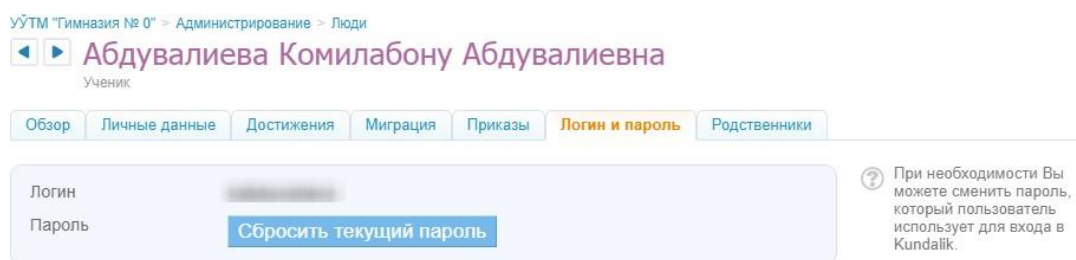 УЎТМ "Гимназия № 0" > Администрирование > Люди
Абдувалиева Комилабону Абдувалиевна
Ученик
Обзор Личные данные Достижения Миграция Приказы Логин и пароль Родственники
Логин
Пароль Сбросить текущий пароль
При необходимости Вы
можете сменить пароль,
который пользователь
использует для входа в
Kundalik.